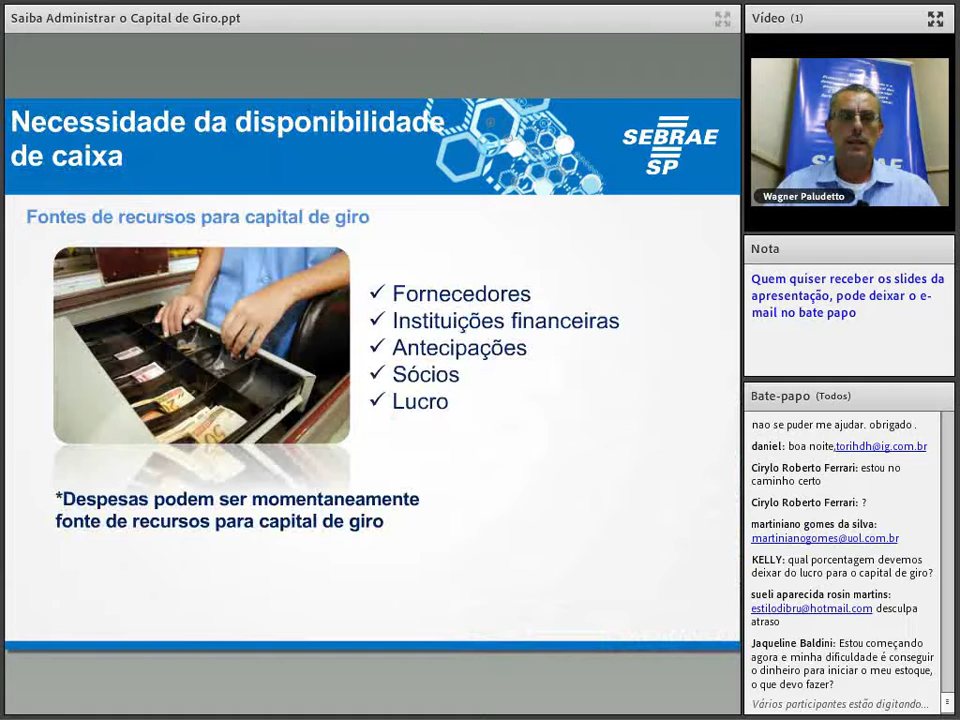 Saiba Administrar o Capital de Giro.ppt
Necessidade da disponibilidade
de caixa
SEBRAE
SP
Fontes de recursos para capital de giro
✓ Fornecedores
✓ Instituições financeiras
✓ Antecipações
✓ Sócios
✓ Lucro
*Despesas podem ser momentaneamente
fonte de recursos para capital de giro
Vídeo (1)
Wagner Paludetto
Nota
Quem quiser receber os slides da
apresentação, pode deixar o e-
mail no bate papo
Bate-papo (Todos)
nao se puder me ajudar. obrigado .
daniel: boa noite,torihdh@ig.com.br
Cirylo Roberto Ferrari: estou no
caminho certo
Cirylo Roberto Ferrari: ?
martiniano gomes da silva:
martinianogomes@uol.com.br
KELLY: qual porcentagem devemos
deixar do lucro para o capital de giro?
sueli aparecida rosin martins:
estilodibru@hotmail.com desculpa
atraso
Jaqueline Baldini: Estou começando
agora e minha dificuldade é conseguir
o dinheiro para iniciar o meu estoque,
o que devo fazer?
Vários participantes estão digitando...